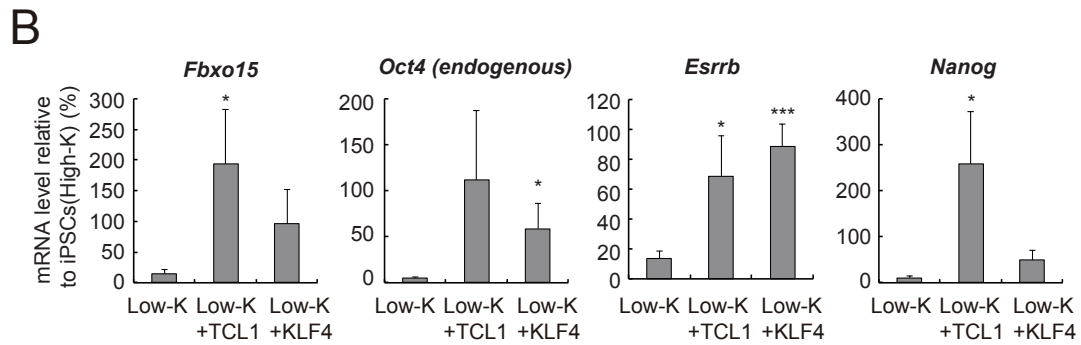 B
Fbxo15
Oct4 (endogenous)
Esrrb
Nanog
mRNA level relative
to iPSCs(High-K) (%)
300
250
200
150
100
50
0
*
Low-K
Low-K
+TCL1
Low-K
+KLF4
200
150
100
50
0
*
Low-K
Low-K
+TCL1
Low-K
+KLF4
120
100
80
60
40
20
0
*
***
Low-K
Low-K
+TCL1
Low-K
+KLF4
400
300
200
100
0
*
Low-K
Low-K
+TCL1
Low-K
+KLF4